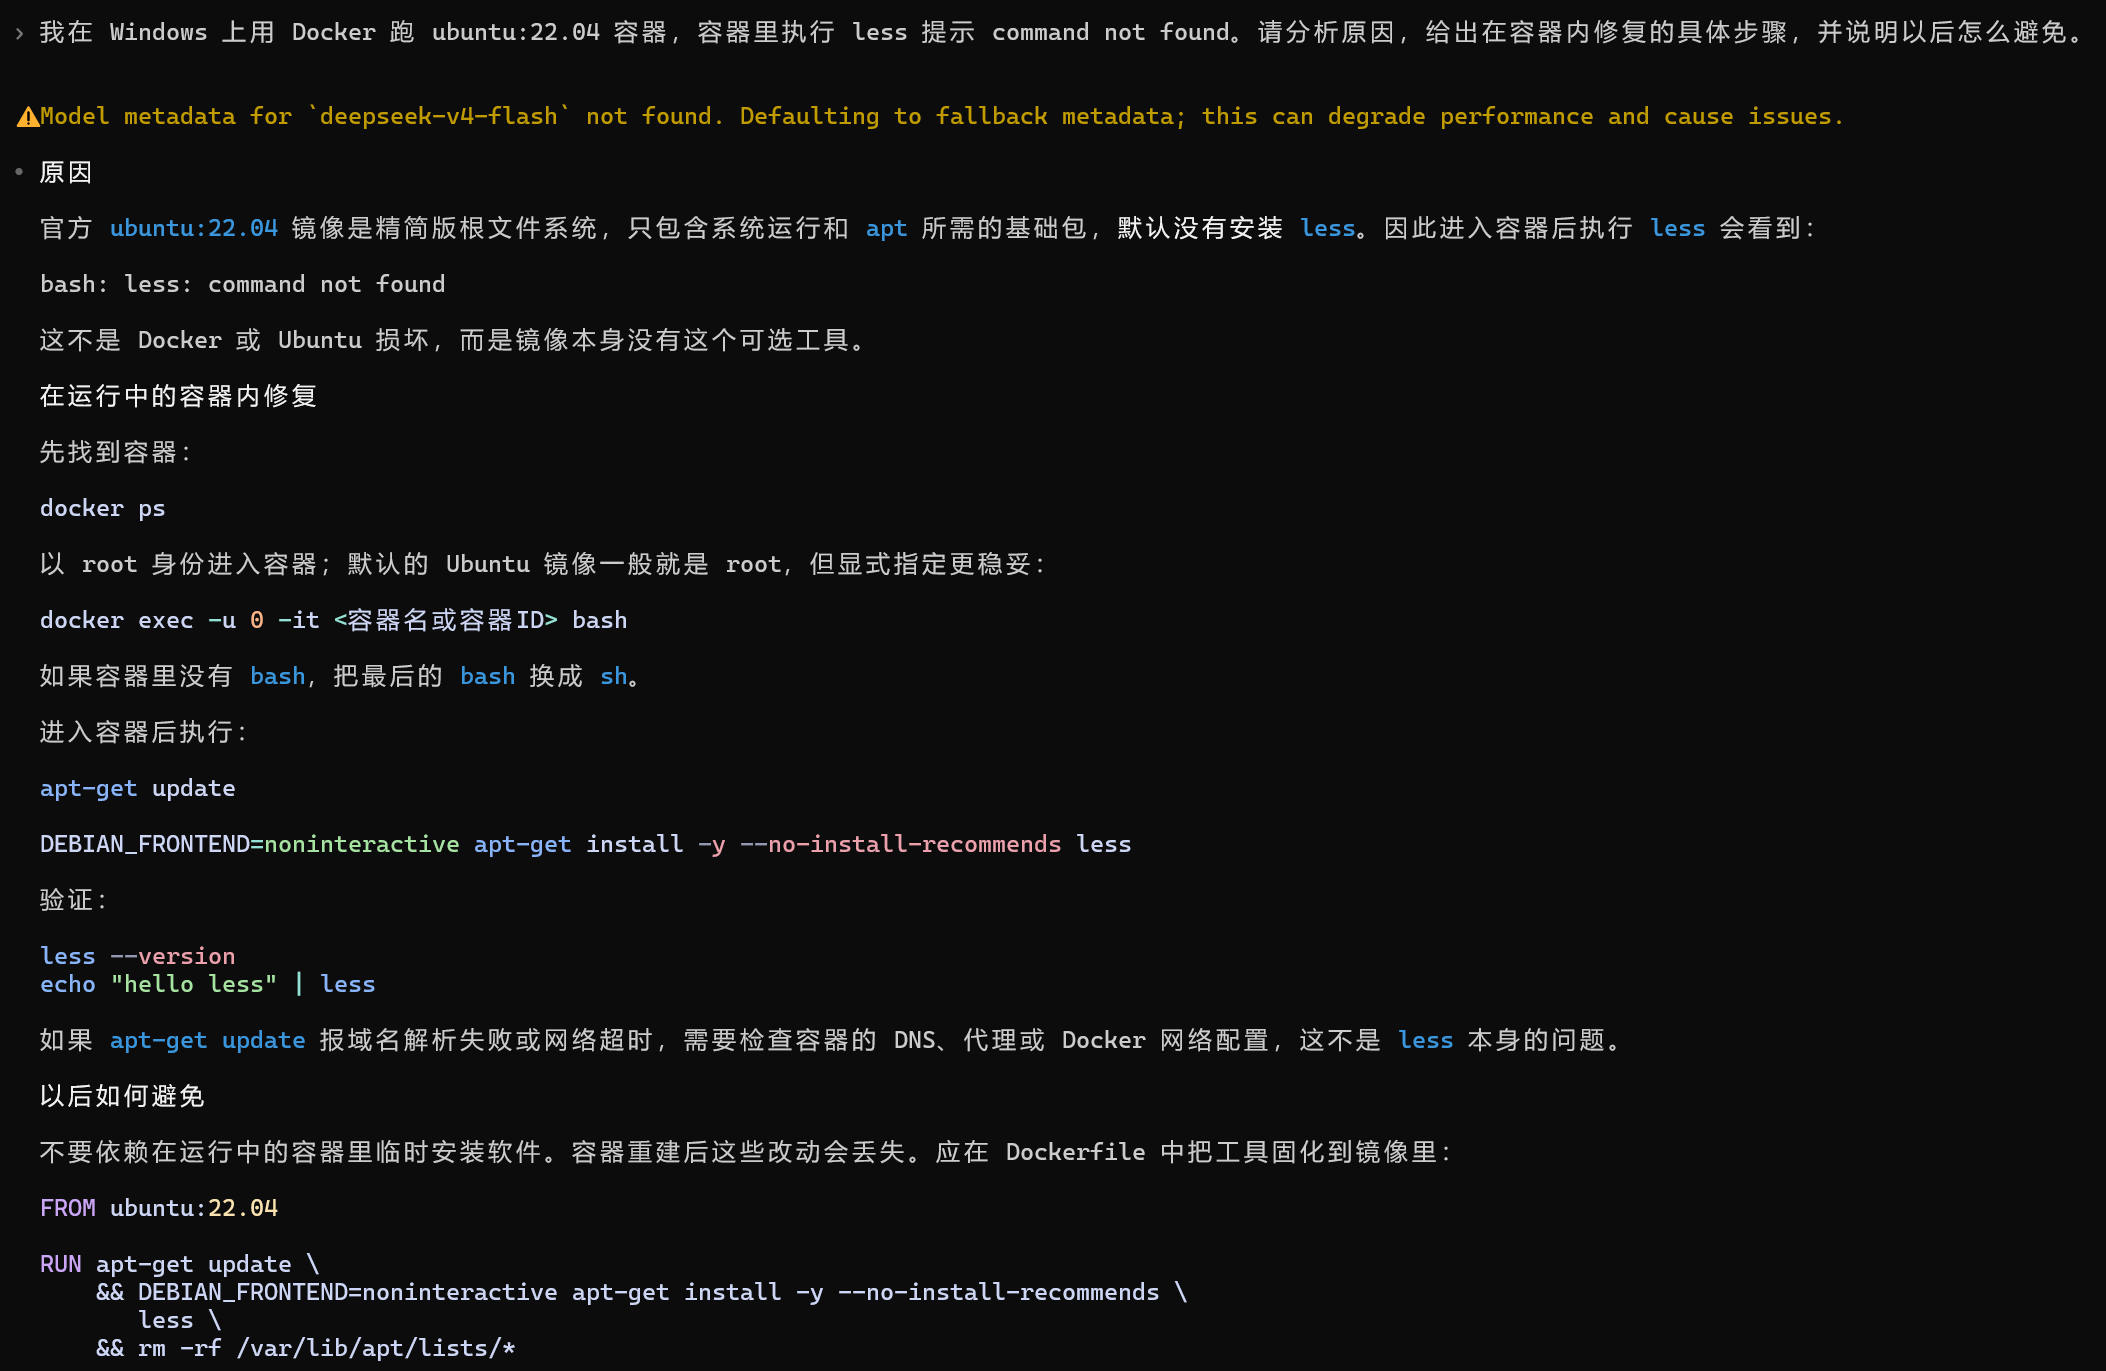 › 我在 Windows 上用 Docker 跑 ubuntu:22.04 容器，容器里执行 less 提示 command not found。请分析原因，给出在容器内修复的具体步骤，并说明以后怎么避免。
⚠Model metadata for `deepseek-v4-flash` not found. Defaulting to fallback metadata; this can degrade performance and cause issues.
• 原因
官方 ubuntu:22.04 镜像是精简版根文件系统，只包含系统运行和 apt 所需的基础包，默认没有安装 less。因此进入容器后执行 less 会看到：
bash: less: command not found
这不是 Docker 或 Ubuntu 损坏，而是镜像本身没有这个可选工具。
在运行中的容器内修复
先找到容器：
docker ps
以 root 身份进入容器；默认的 Ubuntu 镜像一般就是 root，但显式指定更稳妥：
docker exec -u 0 -it <容器名或容器ID> bash
如果容器里没有 bash，把最后的 bash 换成 sh。
进入容器后执行：
apt-get update
DEBIAN_FRONTEND=noninteractive apt-get install -y --no-install-recommends less
验证：
less --version
echo "hello less" | less
如果 apt-get update 报域名解析失败或网络超时，需要检查容器的 DNS、代理或 Docker 网络配置，这不是 less 本身的问题。
以后如何避免
不要依赖在运行中的容器里临时安装软件。容器重建后这些改动会丢失。应在 Dockerfile 中把工具固化到镜像里：
FROM ubuntu:22.04
RUN apt-get update \
    && DEBIAN_FRONTEND=noninteractive apt-get install -y --no-install-recommends \
       less \
    && rm -rf /var/lib/apt/lists/*